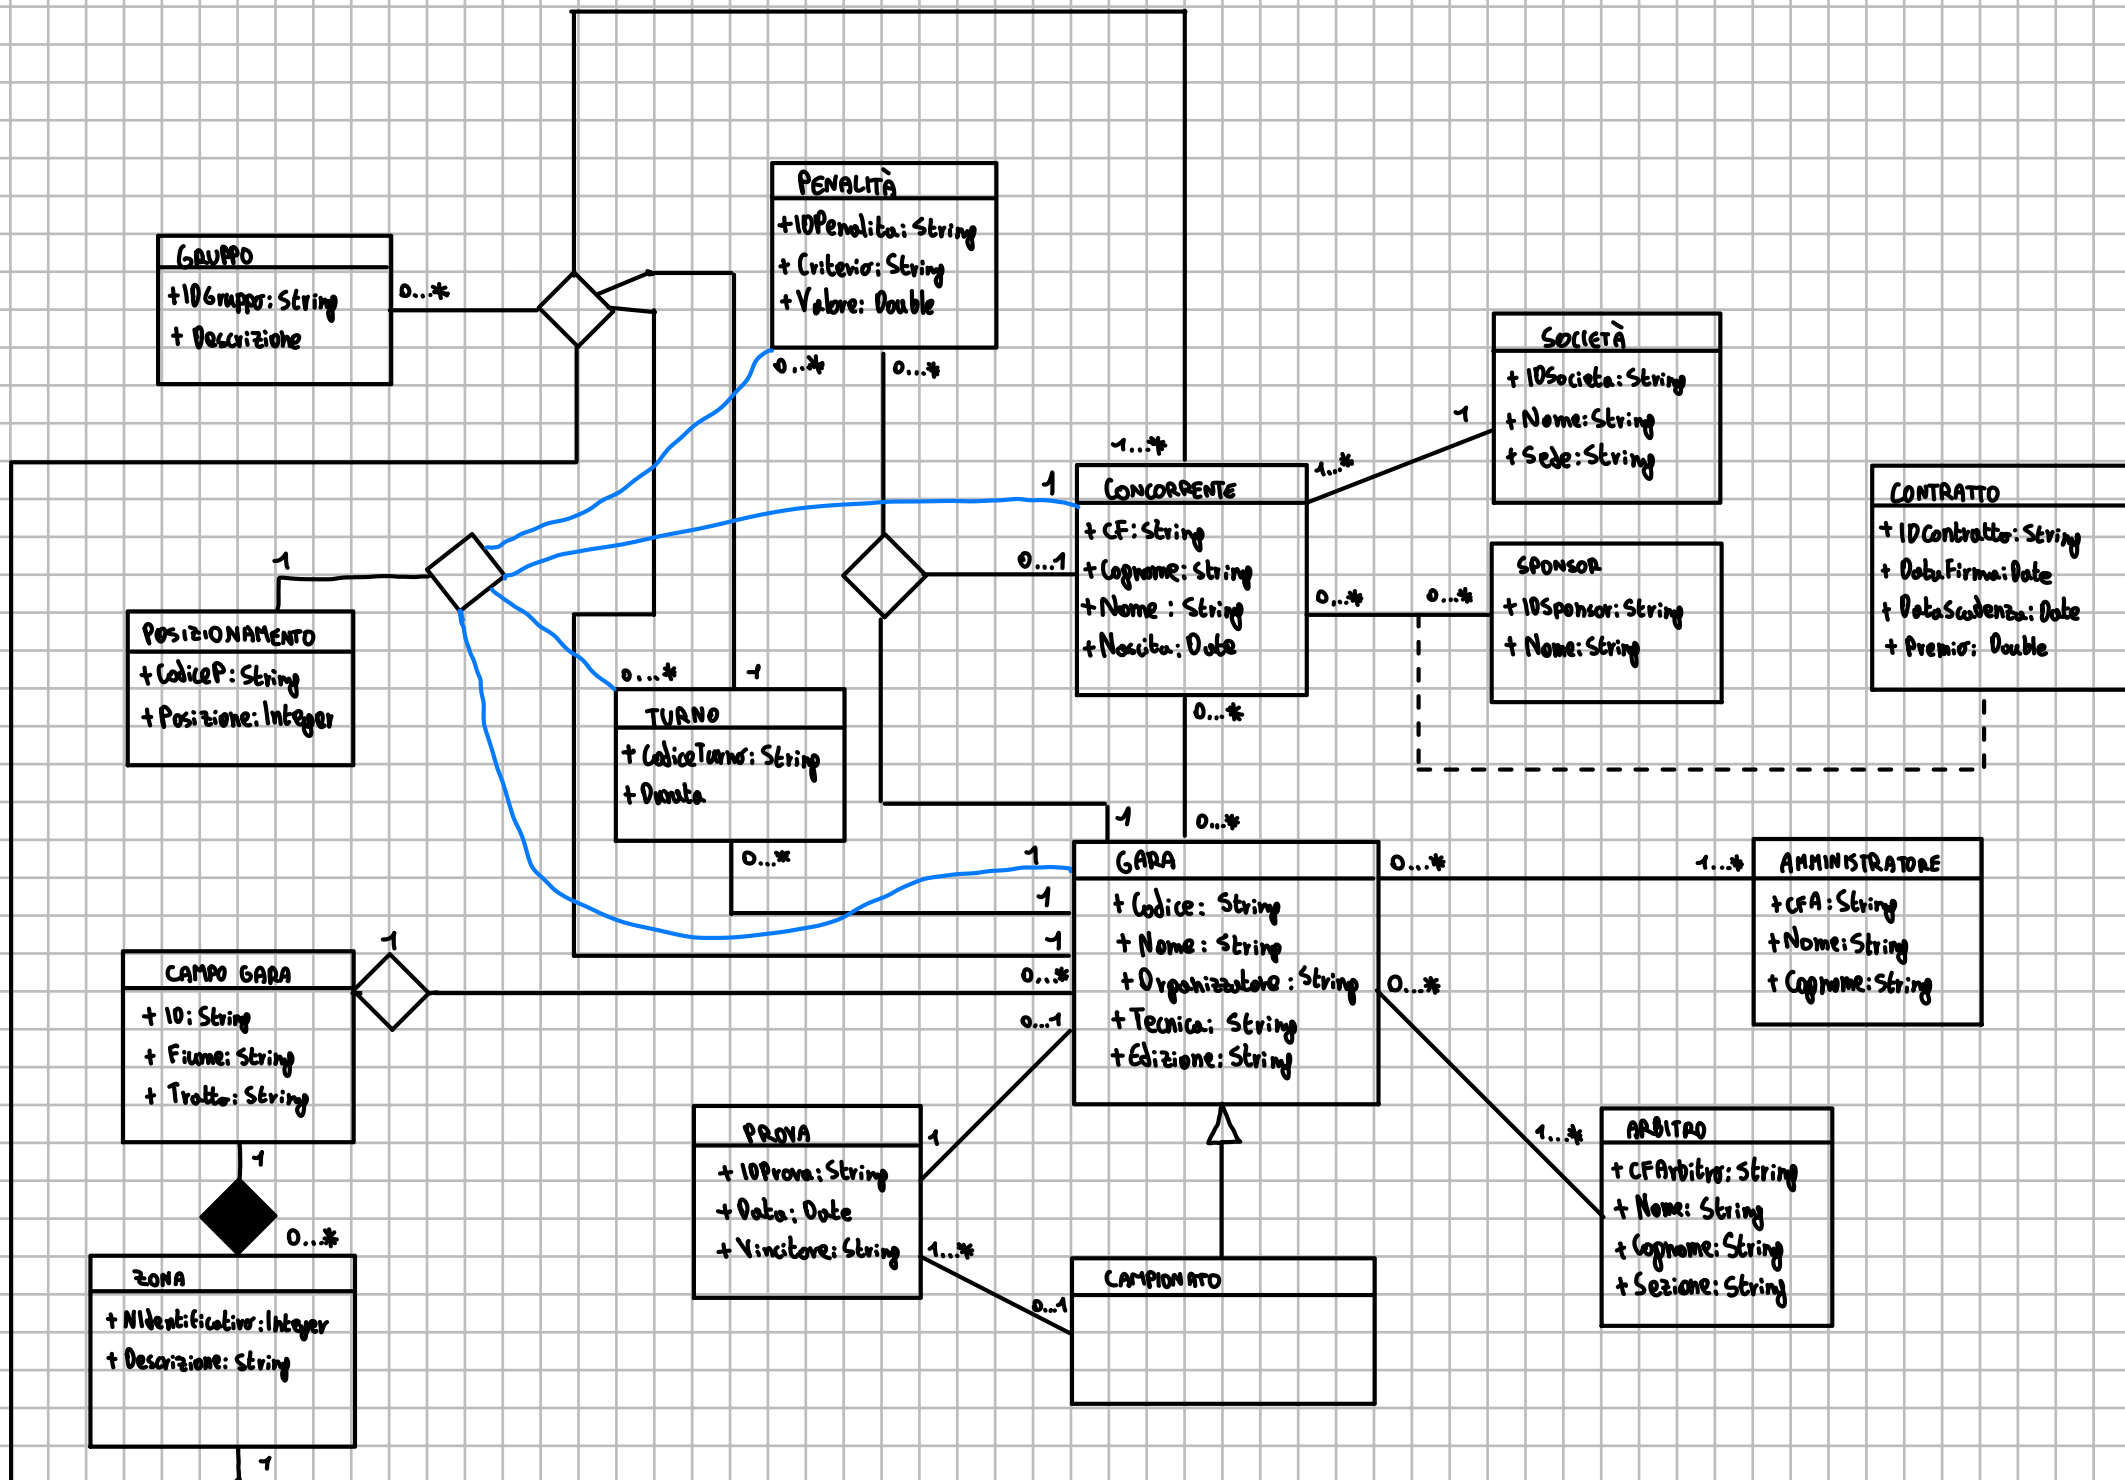 PENALITÀ
+IDPenalita: String
+ Criterio: String
+ Valore: Double
0...*
0...*
GRUPPO
+IDGruppo: String
+ Descrizione
0...*
SOCIETÀ
+ IDSocieta: String
+ Nome: String
+ Sede: String
1
1...*
1...*
1
CONCORRENTE
+ CF: String
+ Cognome: String
+ Nome: String
+ Nascita: Date
0...1
0...*
0...*
0...*
SPONSOR
+ IDSponsor: String
+ Nome: String
CONTRATTO
+ IDContratto: String
+ DataFirma: Date
+ DataScadenza: Date
+ Premio: Double
1
POSIZIONAMENTO
+ CodiceP: String
+ Posizione: Integer
0...*
1
TURNO
+ CodiceTurno: String
+ Durata
0...*
1
0...*
1
1
1
0...*
0...1
GARA
+ Codice: String
+ Nome: String
+ Organizzatore: String
+ Tecnica: String
+ Edizione: String
0...*
1...*
0...*
AMMINISTRATORE
+ CFA: String
+ Nome: String
+ Cognome: String
1
CAMPO GARA
+ ID: String
+ Fiume: String
+ Tratto: String
1
0...*
ZONA
+ NIdentificativo: Integer
+ Descrizione: String
1
PROVA
+ IDProva: String
+ Data: Date
+ Vincitore: String
1
1...*
0...1
CAMPIONATO
1...*
ARBITRO
+ CFArbitro: String
+ Nome: String
+ Cognome: String
+ Sezione: String